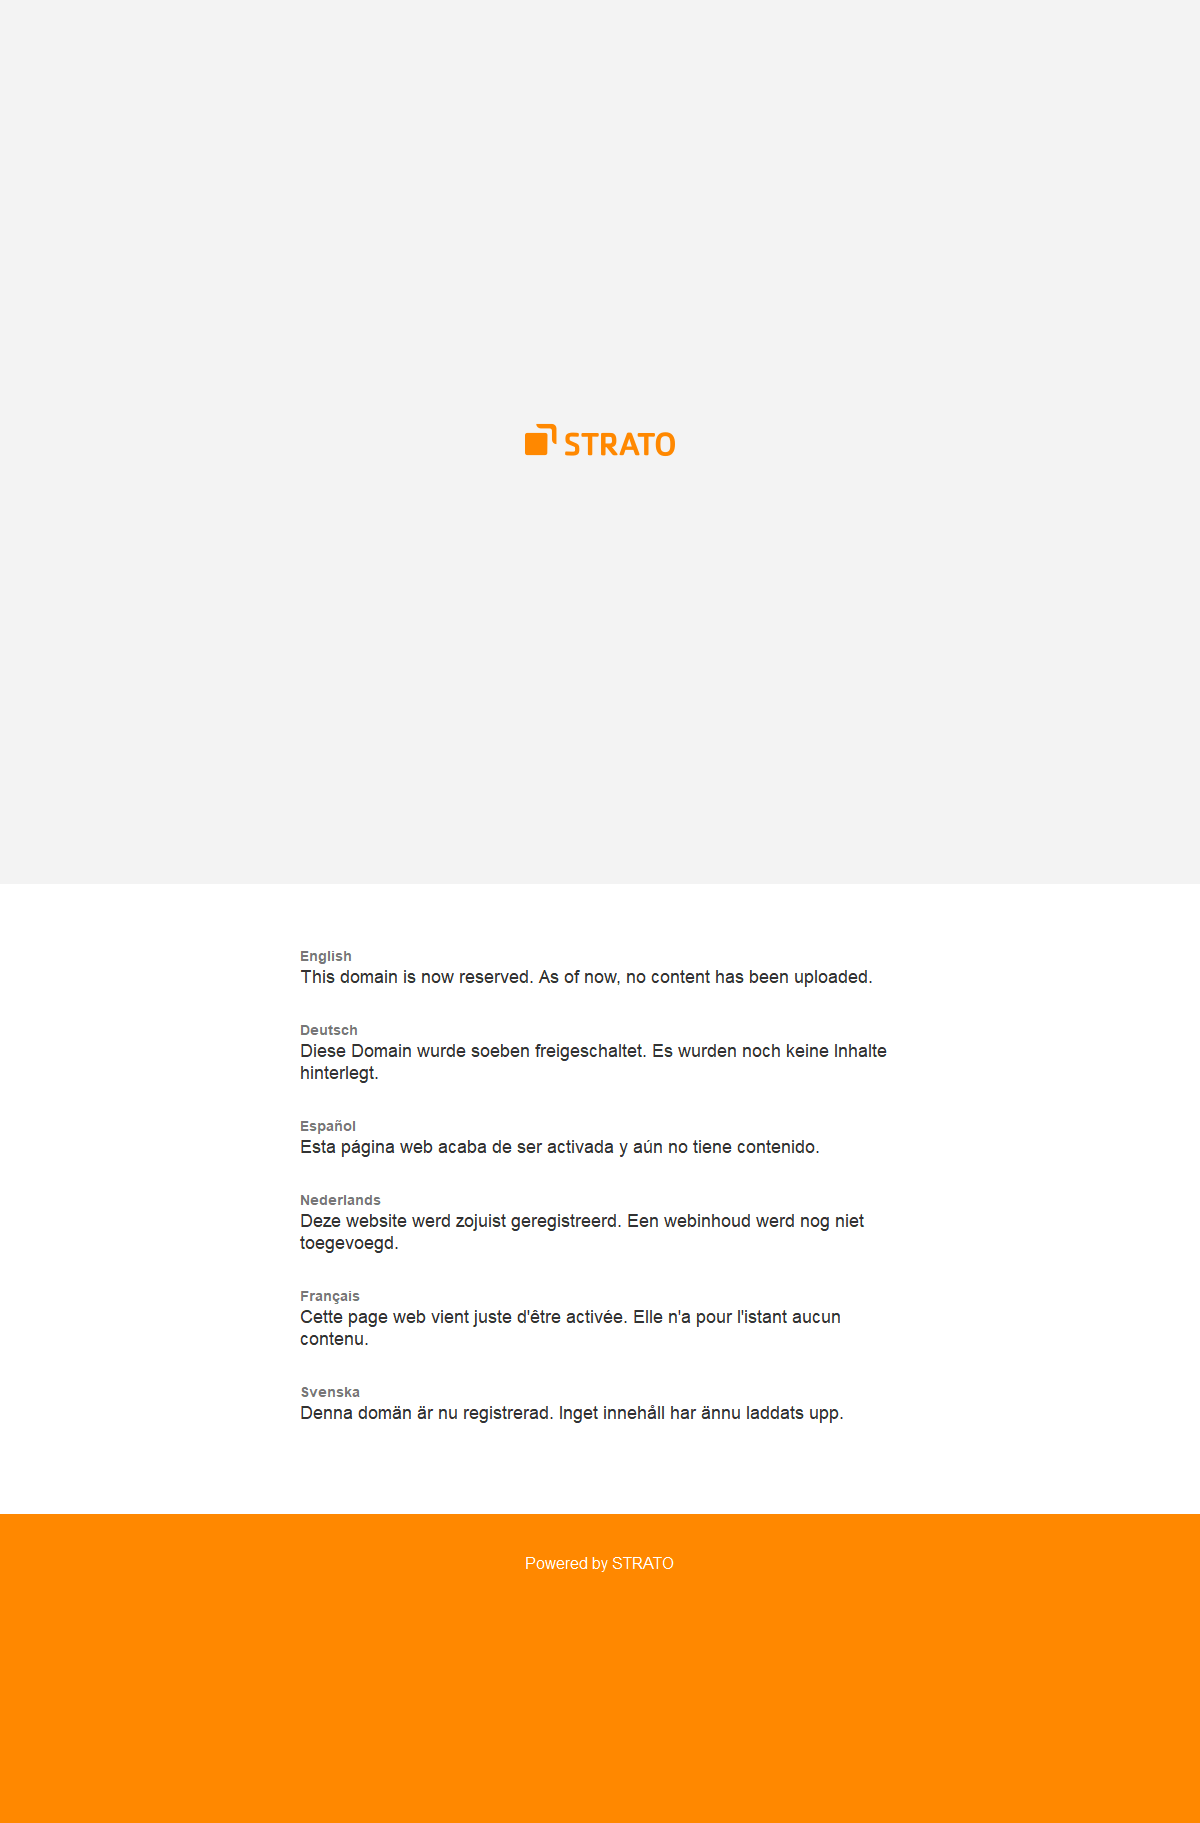 STRATO
English
This domain is now reserved. As of now, no content has been uploaded.
Deutsch
Diese Domain wurde soeben freigeschaltet. Es wurden noch keine Inhalte
hinterlegt.
Español
Esta página web acaba de ser activada y aún no tiene contenido.
Nederlands
Deze website werd zojuist geregistreerd. Een webinhoud werd nog niet
toegevoegd.
Français
Cette page web vient juste d'être activée. Elle n'a pour l'istant aucun
contenu.
Svenska
Denna domän är nu registrerad. Inget innehåll har ännu laddats upp.
Powered by STRATO